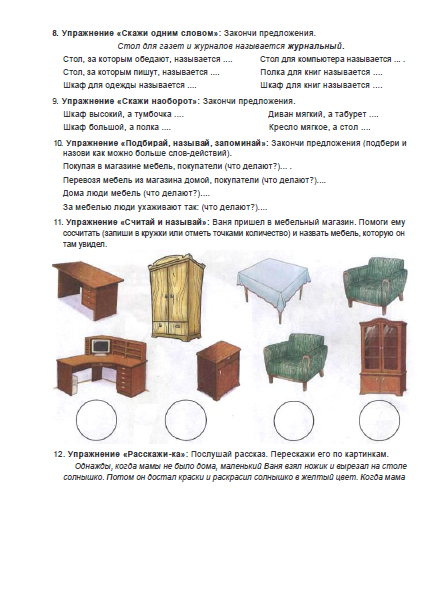 8. Упражнение «Скажи одним словом»: Закончи предложения.
Стол для газет и журналов называется журнальный.
Стол, за которым обедают, называется .... Стол для компьютера называется ... .
Стол, за которым пишут, называется .... Полка для книг называется ....
Шкаф для одежды называется .... Шкаф для книг называется ....
9. Упражнение «Скажи наоборот»: Закончи предложения.
Шкаф высокий, а тумбочка .... Диван мягкий, а табурет ....
Шкаф большой, а полка .... Кресло мягкое, а стол ....
10. Упражнение «Подбирай, называй, запоминай»: Закончи предложения (подбери и
назови как можно больше слов-действий).
Покупая в магазине мебель, покупатели (что делают?)... .
Перевозя мебель из магазина домой, покупатели (что делают?)....
Дома люди мебель (что делают?)....
За мебелью люди ухаживают так: (что делают?)....
11. Упражнение «Считай и называй»: Ваня пришел в мебельный магазин. Помоги ему
сосчитать (запиши в кружки или отметь точками количество) и назвать мебель, которую он
там увидел.
12. Упражнение «Расскажи-ка»: Послушай рассказ. Перескажи его по картинкам.
Однажды, когда мамы не было дома, маленький Ваня взял ножик и вырезал на столе
солнышко. Потом он достал краски и раскрасил солнышко в желтый цвет. Когда мама